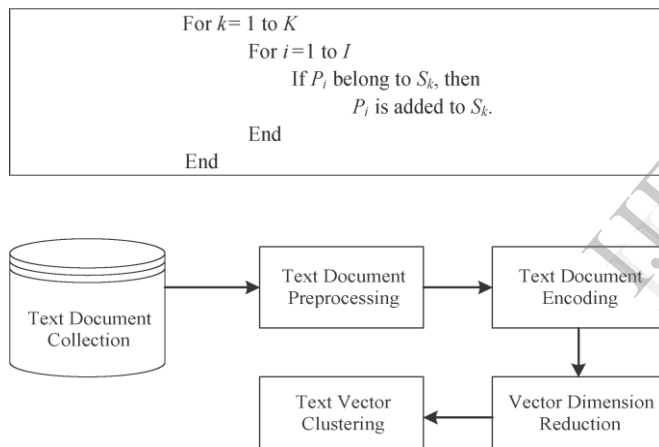 For k= 1 to K
For i=1 to I
If Pi belong to Sk, then
Pi is added to Sk.
End
End
Text Document
Collection
Text Document
Preprocessing
Text Document
Encoding
Text Vector
Clustering
Vector Dimension
Reduction